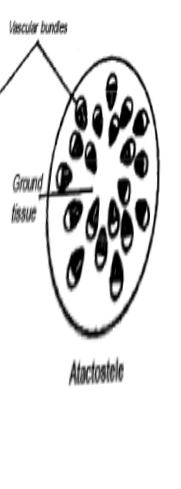 Vascular bundles
Ground
tissue
Atactostele